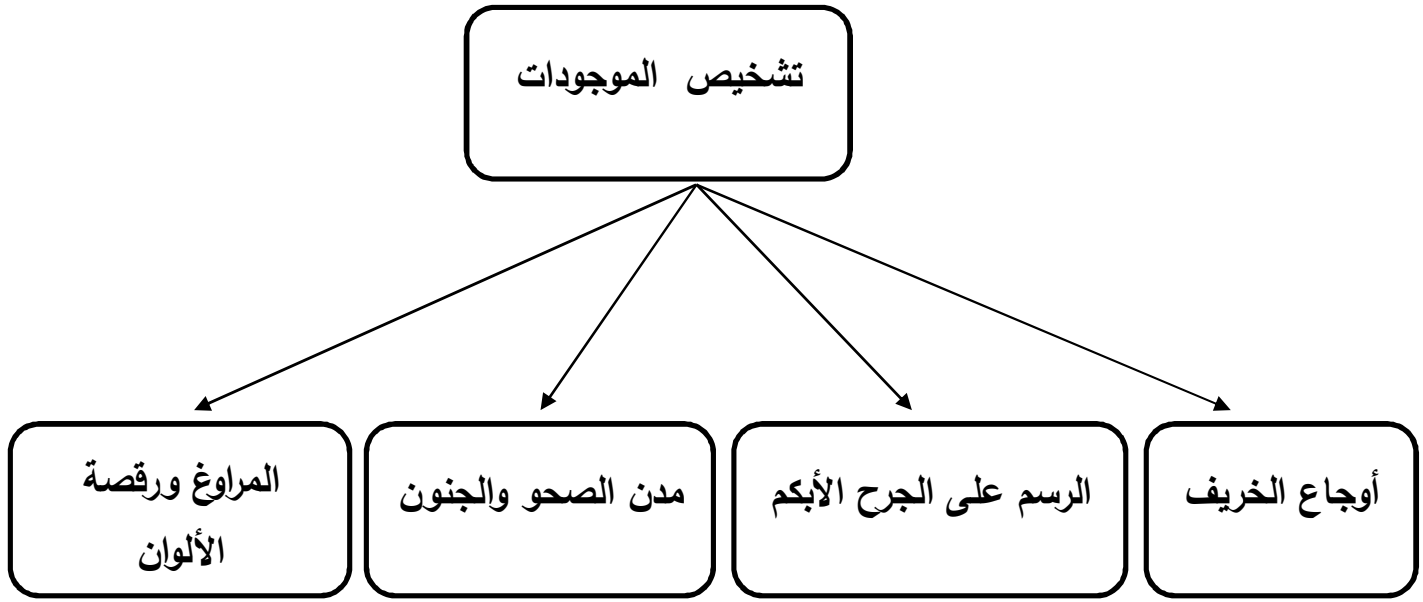 تشخيص الموجودات
أوجاع الخريف
الرسم على الجرح الأبكم
مدن الصحو والجنون
المراوغ ورقصة
الألوان